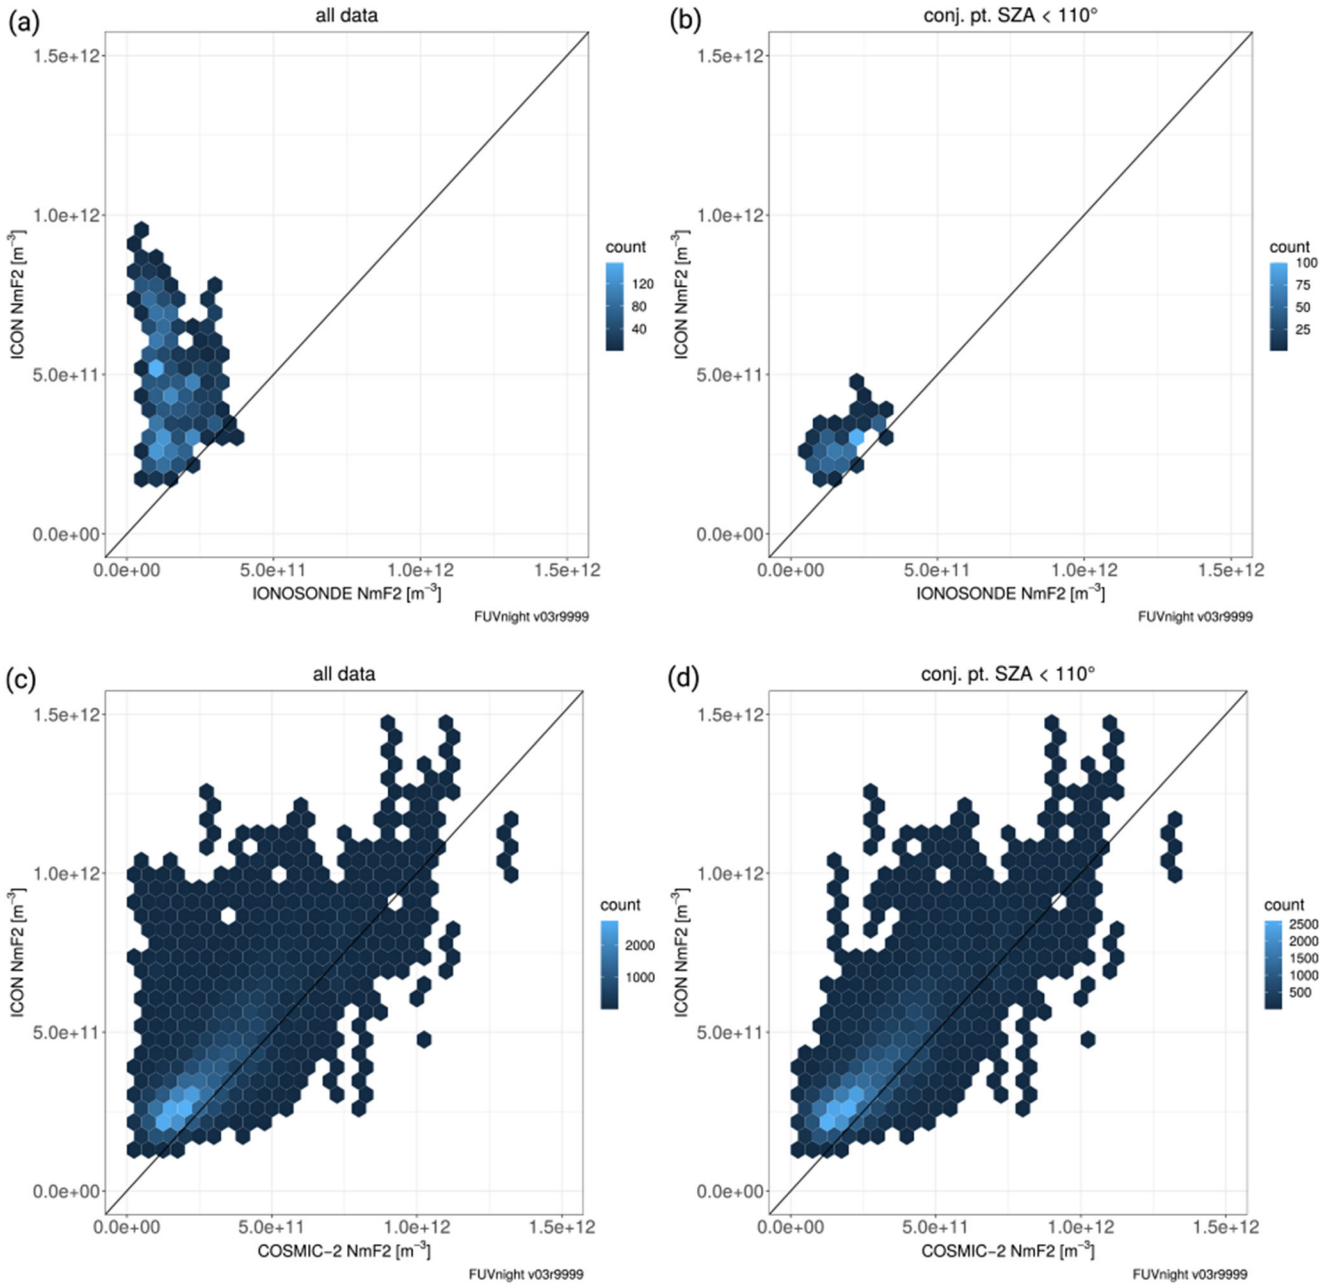 (a)
all data
1.5e+12
1.0e+12
5.0e+11
0.0e+00
ICON NmF2 [m⁻³]
0.0e+00 5.0e+11 1.0e+12 1.5e+12
IONOSONDE NmF2 [m⁻³]
FUVnight v03r9999
count
120
80
40
(b)
conj. pt. SZA < 110°
1.5e+12
1.0e+12
5.0e+11
0.0e+00
ICON NmF2 [m⁻³]
0.0e+00 5.0e+11 1.0e+12 1.5e+12
IONOSONDE NmF2 [m⁻³]
FUVnight v03r9999
count
100
75
50
25
(c)
all data
1.5e+12
1.0e+12
5.0e+11
0.0e+00
ICON NmF2 [m⁻³]
0.0e+00 5.0e+11 1.0e+12 1.5e+12
COSMIC−2 NmF2 [m⁻³]
FUVnight v03r9999
count
2000
1000
(d)
conj. pt. SZA < 110°
1.5e+12
1.0e+12
5.0e+11
0.0e+00
ICON NmF2 [m⁻³]
0.0e+00 5.0e+11 1.0e+12 1.5e+12
COSMIC−2 NmF2 [m⁻³]
FUVnight v03r9999
count
2500
2000
1500
1000
500